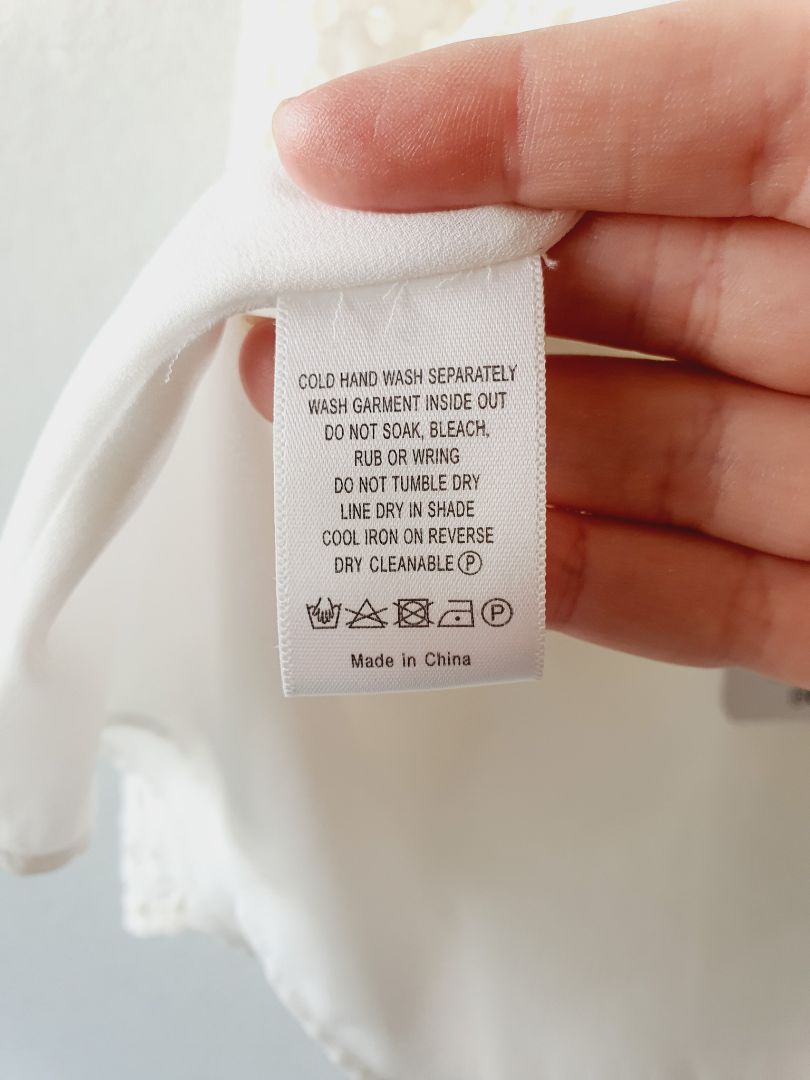 COLD HAND WASH SEPARATELY
WASH GARMENT INSIDE OUT
DO NOT SOAK, BLEACH,
RUB OR WRING
DO NOT TUMBLE DRY
LINE DRY IN SHADE
COOL IRON ON REVERSE
DRY CLEANABLE Ⓟ
Ⓟ
Made in China